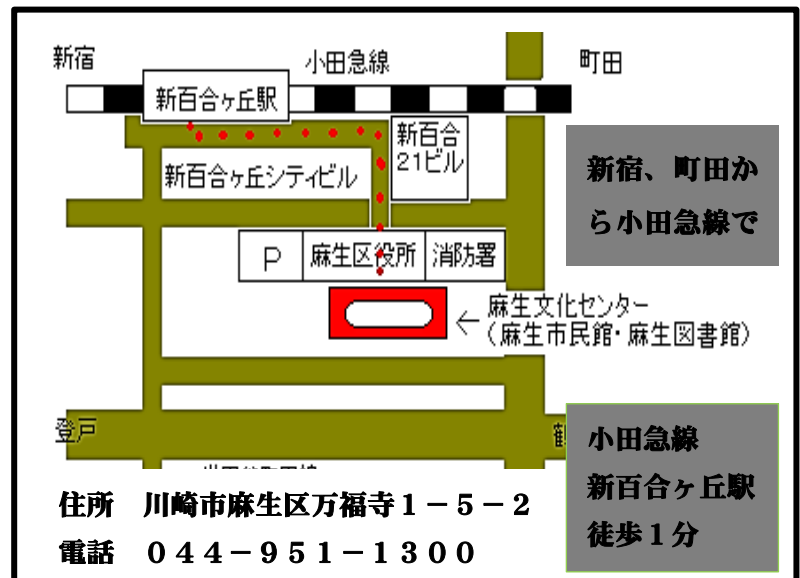 新宿
小田急線
町田
新百合ヶ丘駅
新百合
21ビル
新百合ヶ丘シティビル
新宿、町田か
ら小田急線で
P
麻生区役所
消防署
←麻生文化センター
(麻生市民館・麻生図書館)
登戸
小田急線
新百合ヶ丘駅
徒歩１分
住所　川崎市麻生区万福寺１－５－２
電話　０４４－９５１－１３００